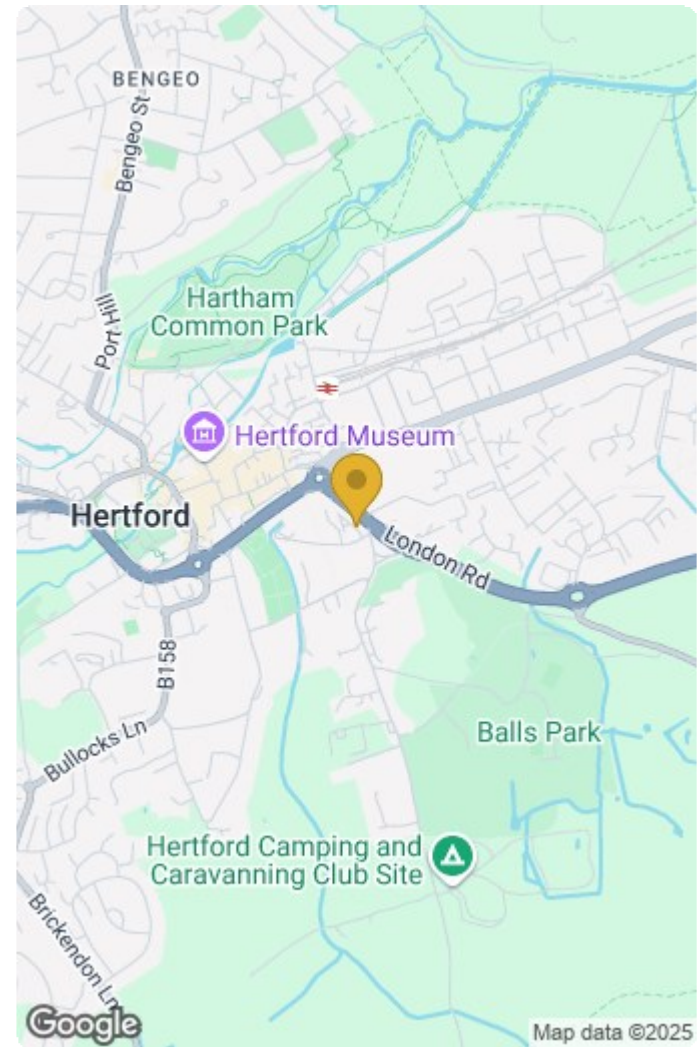 BENGEO
Bengeo St
Hartham
Common Park
Port Hill
Hertford Museum
Hertford
London Rd
B158
Bullocks Ln
Balls Park
Hertford Camping and
Caravanning Club Site
Brickendon Ln
Google
Map data ©2025